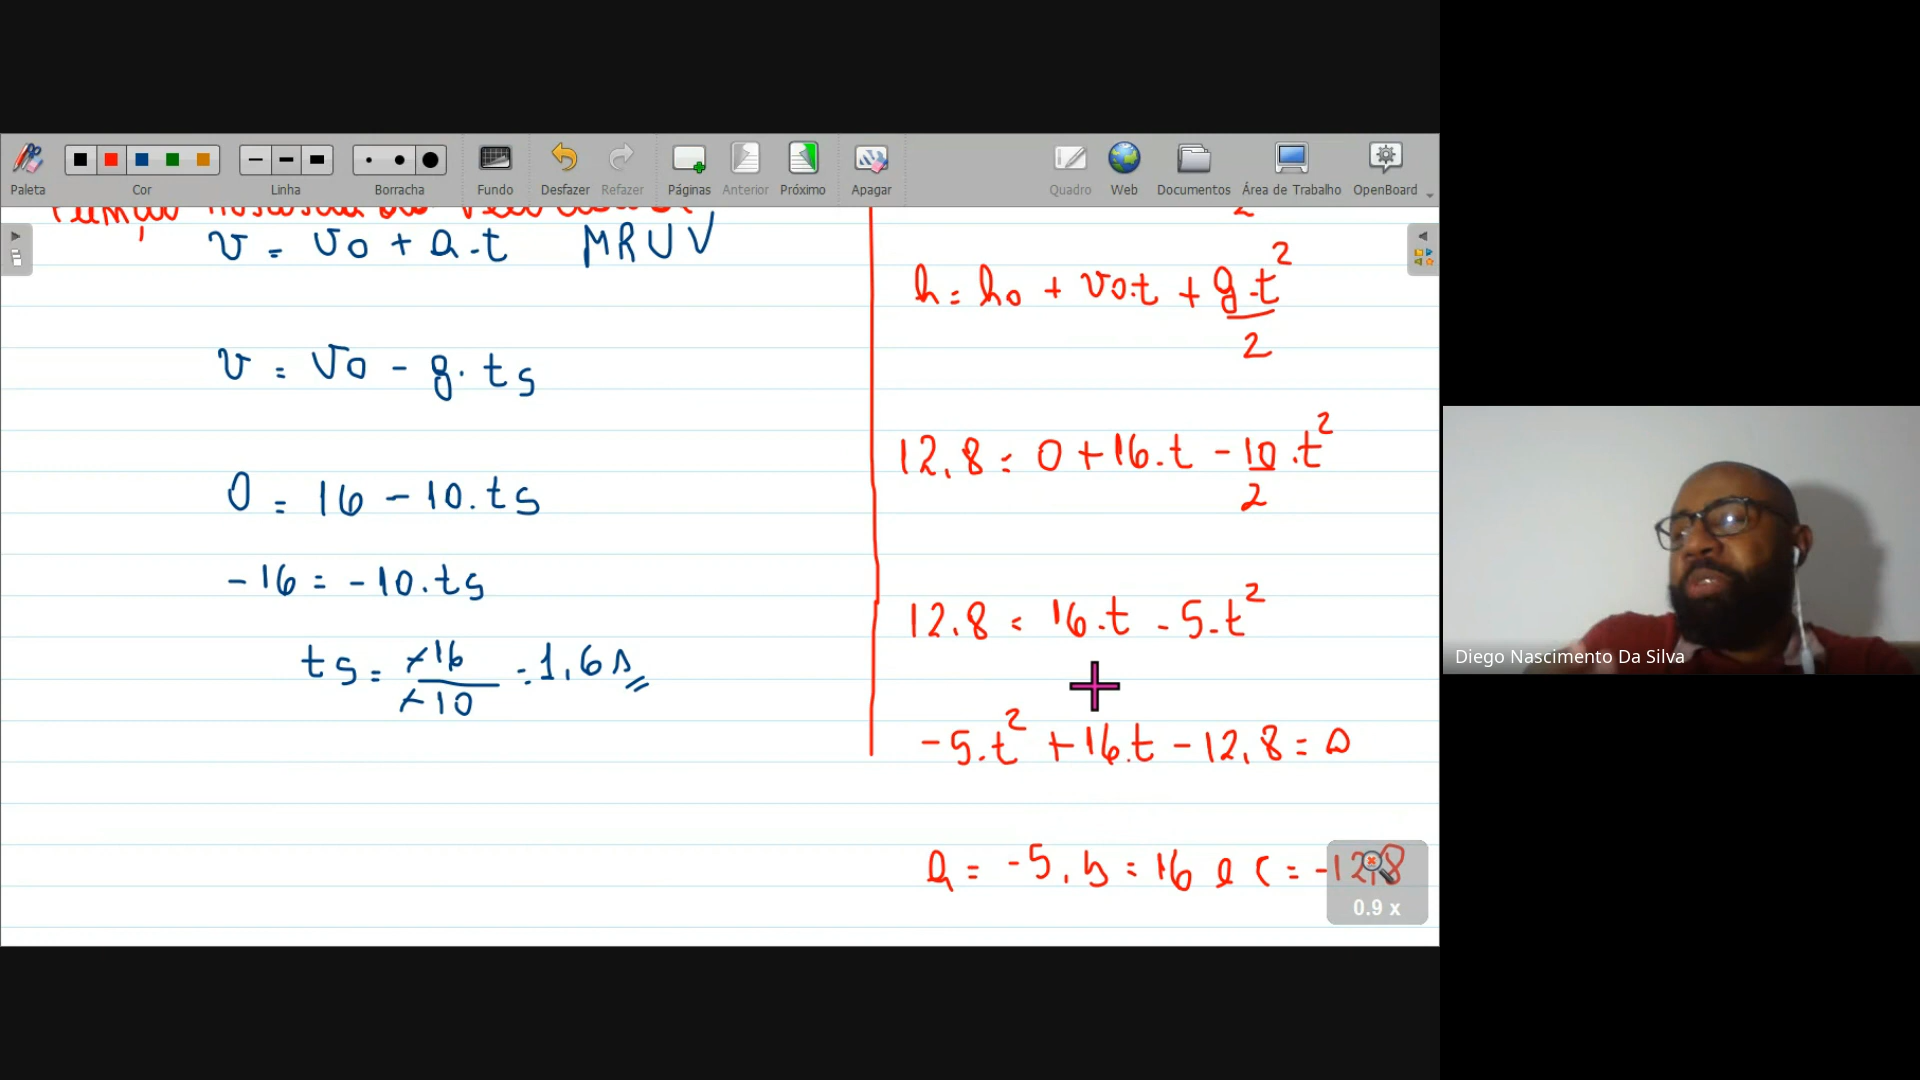 Paleta
Cor
Linha
Borracha
Fundo
Desfazer
Refazer
Páginas
Anterior
Próximo
Apagar
Quadro
Web
Documentos
Área de Trabalho
OpenBoard
v = vo + a.t MRUV
v = vo - g.ts
0 = 16 - 10.ts
-16 = -10.ts
ts = -16/-10 = 1,6 s
2
h = ho + vo.t + g.t²/2
12,8 = 0 + 16.t - 10/2.t²
12,8 = 16.t - 5.t²
-5.t² + 16.t - 12,8 = 0
a = -5, b = 16 e c = -12,8
0.9 x
Diego Nascimento Da Silva